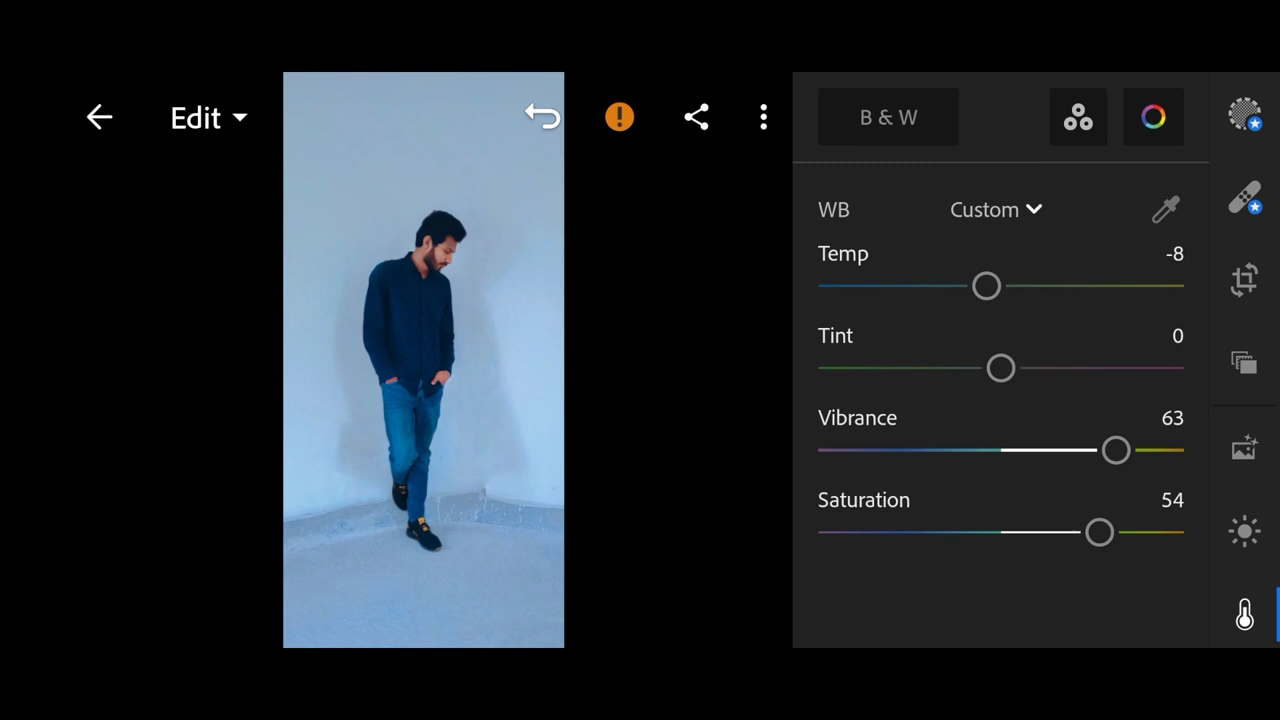 Edit
B & W
WB Custom
Temp -8
Tint 0
Vibrance 63
Saturation 54